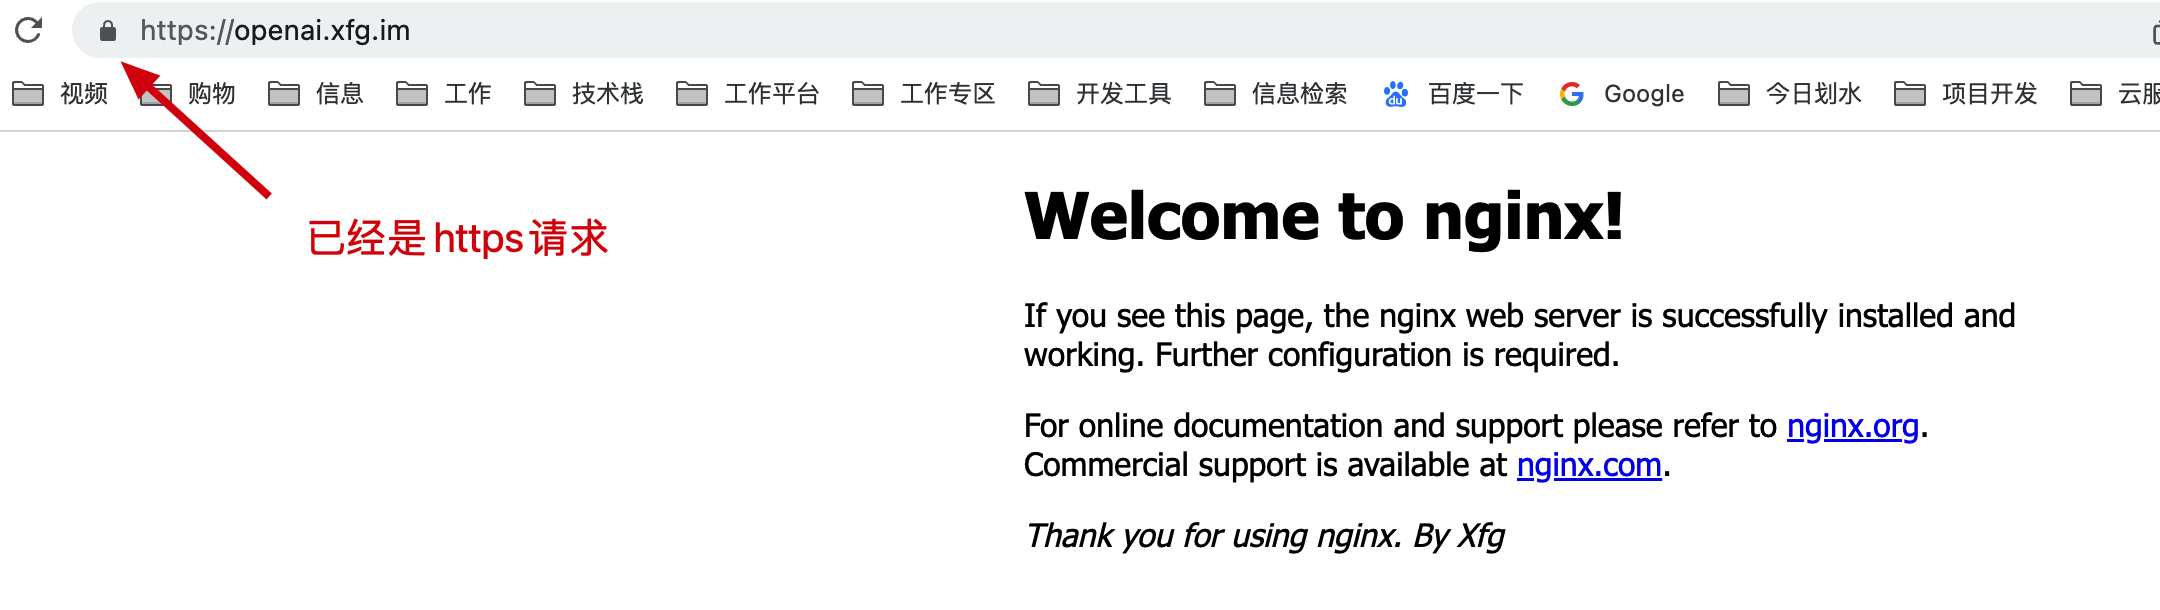 https://openai.xfg.im
视频 购物 信息 工作 技术栈 工作平台 工作专区 开发工具 信息检索 百度一下 Google 今日划水 项目开发 云服
已经是https请求
Welcome to nginx!
If you see this page, the nginx web server is successfully installed and
working. Further configuration is required.
For online documentation and support please refer to nginx.org.
Commercial support is available at nginx.com.
Thank you for using nginx. By Xfg